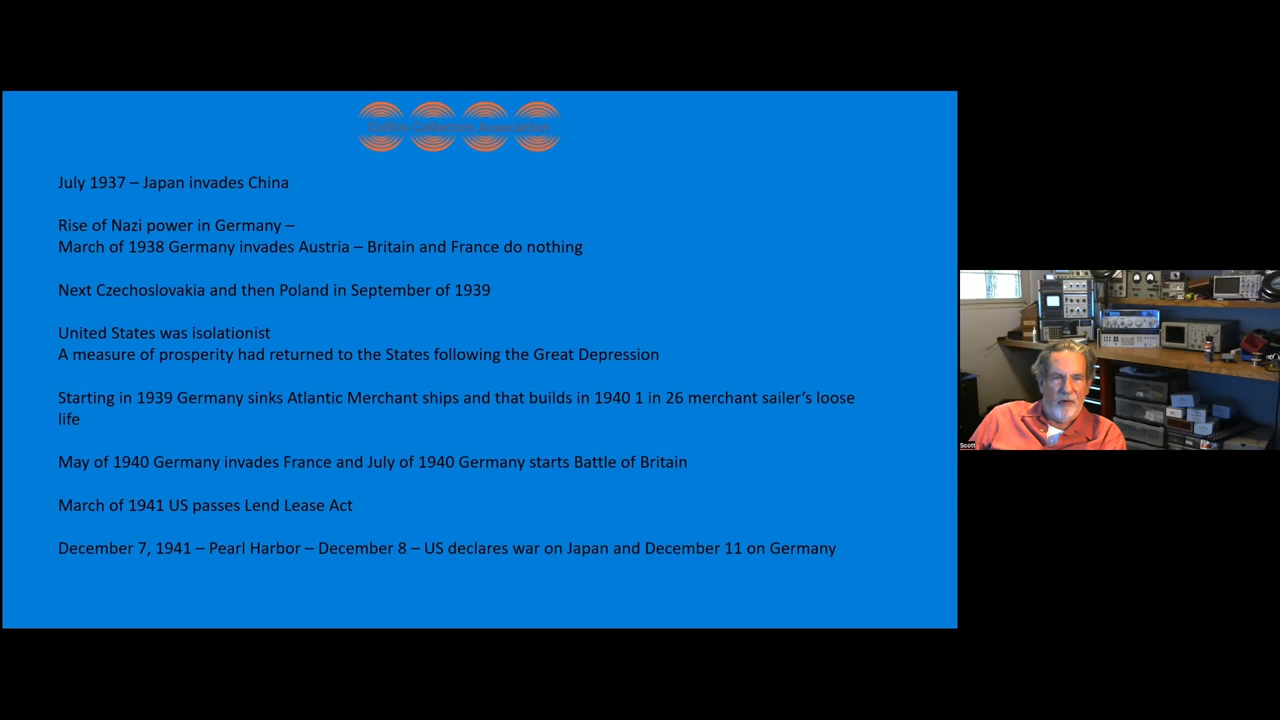 Collins Collectors Association
July 1937 – Japan invades China
Rise of Nazi power in Germany –
March of 1938 Germany invades Austria – Britain and France do nothing
Next Czechoslovakia and then Poland in September of 1939
United States was isolationist
A measure of prosperity had returned to the States following the Great Depression
Starting in 1939 Germany sinks Atlantic Merchant ships and that builds in 1940 1 in 26 merchant sailer’s loose
life
May of 1940 Germany invades France and July of 1940 Germany starts Battle of Britain
March of 1941 US passes Lend Lease Act
December 7, 1941 – Pearl Harbor – December 8 – US declares war on Japan and December 11 on Germany
Scott